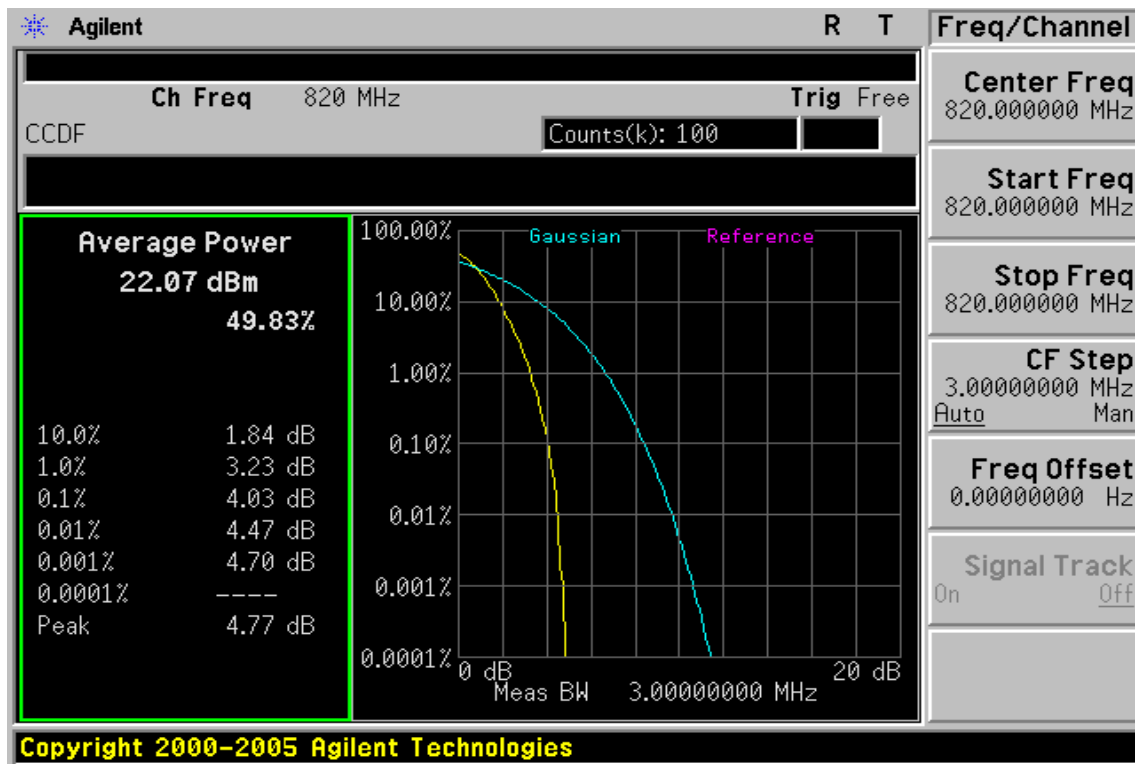 Agilent R T
Ch Freq 820 MHz Trig Free
CCDF Counts(k): 100
Average Power
22.07 dBm
49.83%
10.0% 1.84 dB
1.0% 3.23 dB
0.1% 4.03 dB
0.01% 4.47 dB
0.001% 4.70 dB
0.0001% ----
Peak 4.77 dB
100.00%
Gaussian Reference
10.00%
1.00%
0.10%
0.01%
0.001%
0.0001%
0 dB 20 dB
Meas BW 3.00000000 MHz
Freq/Channel
Center Freq
820.000000 MHz
Start Freq
820.000000 MHz
Stop Freq
820.000000 MHz
CF Step
3.00000000 MHz
Auto Man
Freq Offset
0.00000000 Hz
Signal Track
On Off
Copyright 2000-2005 Agilent Technologies